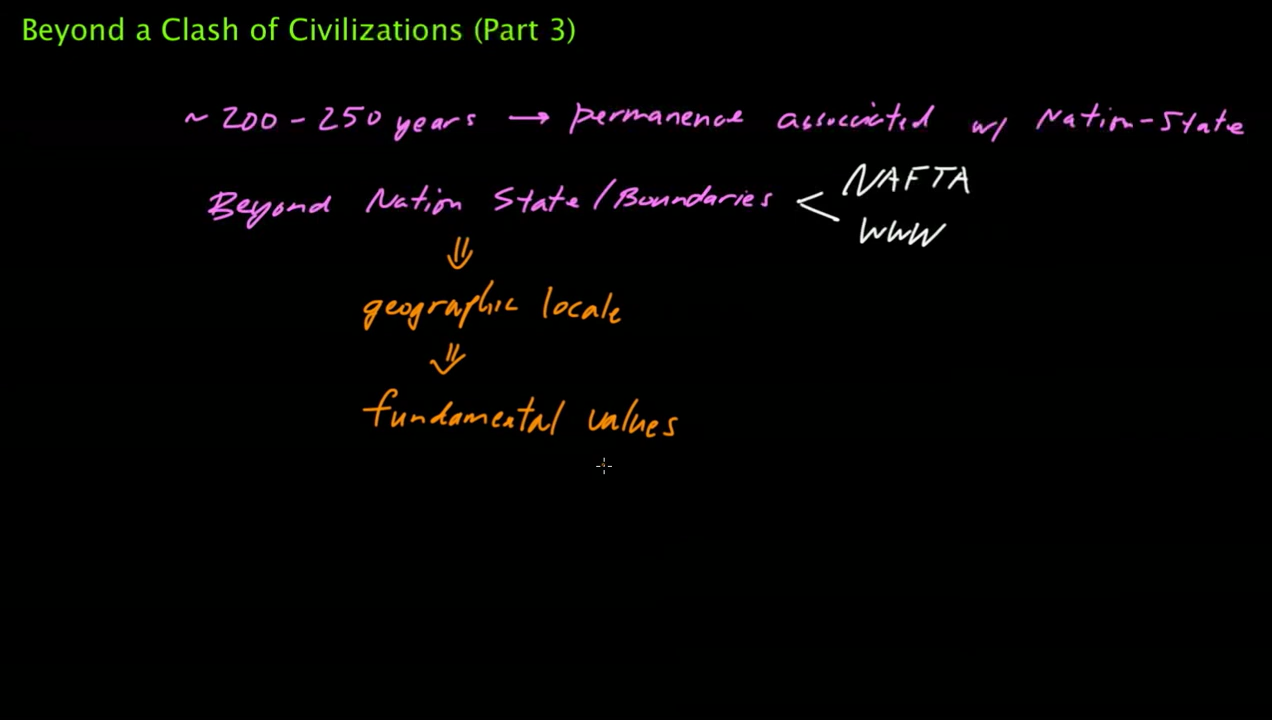 Beyond a Clash of Civilizations (Part 3)
~ 200 - 250 years → permanence associated w/ Nation-State
Beyond Nation State/Boundaries < NAFTA
WWW
⇓
geographic locale
⇓
fundamental values